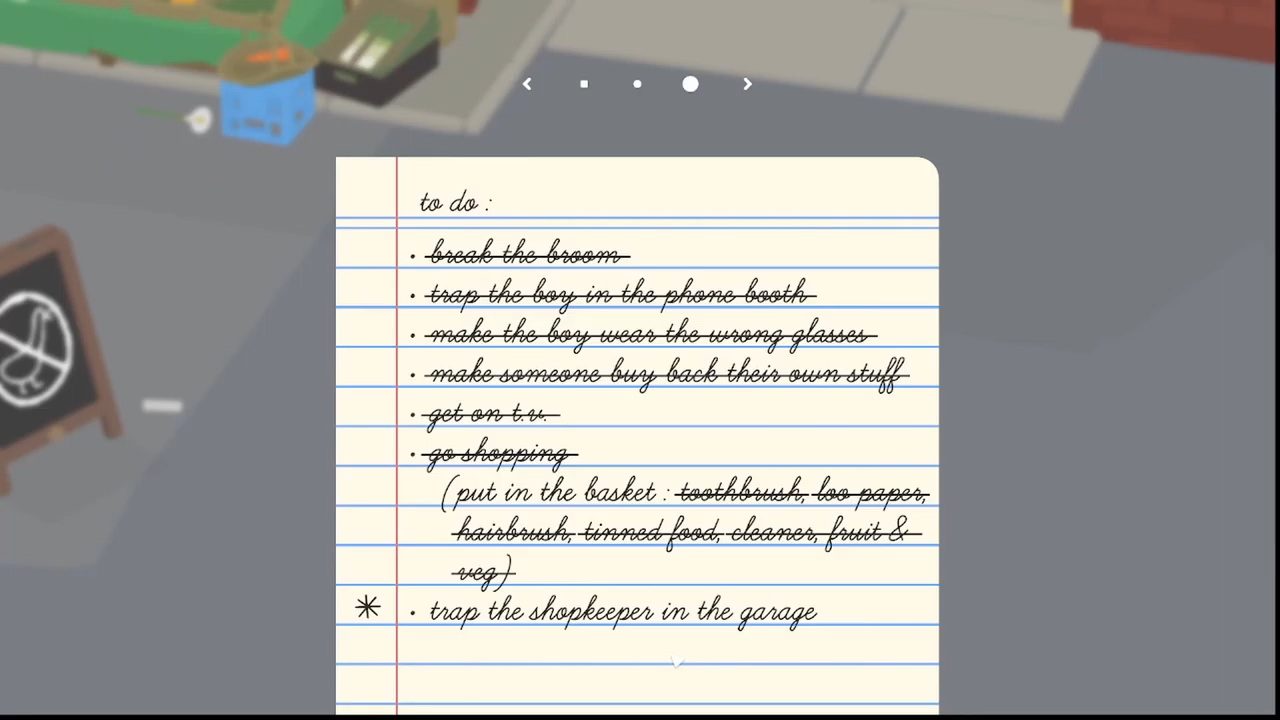 to do :
• break the broom
• trap the boy in the phone booth
• make the boy wear the wrong glasses
• make someone buy back their own stuff
• get on t.v.
• go shopping
(put in the basket : toothbrush, loo paper,
hairbrush, tinned food, cleaner, fruit &
veg)
* • trap the shopkeeper in the garage